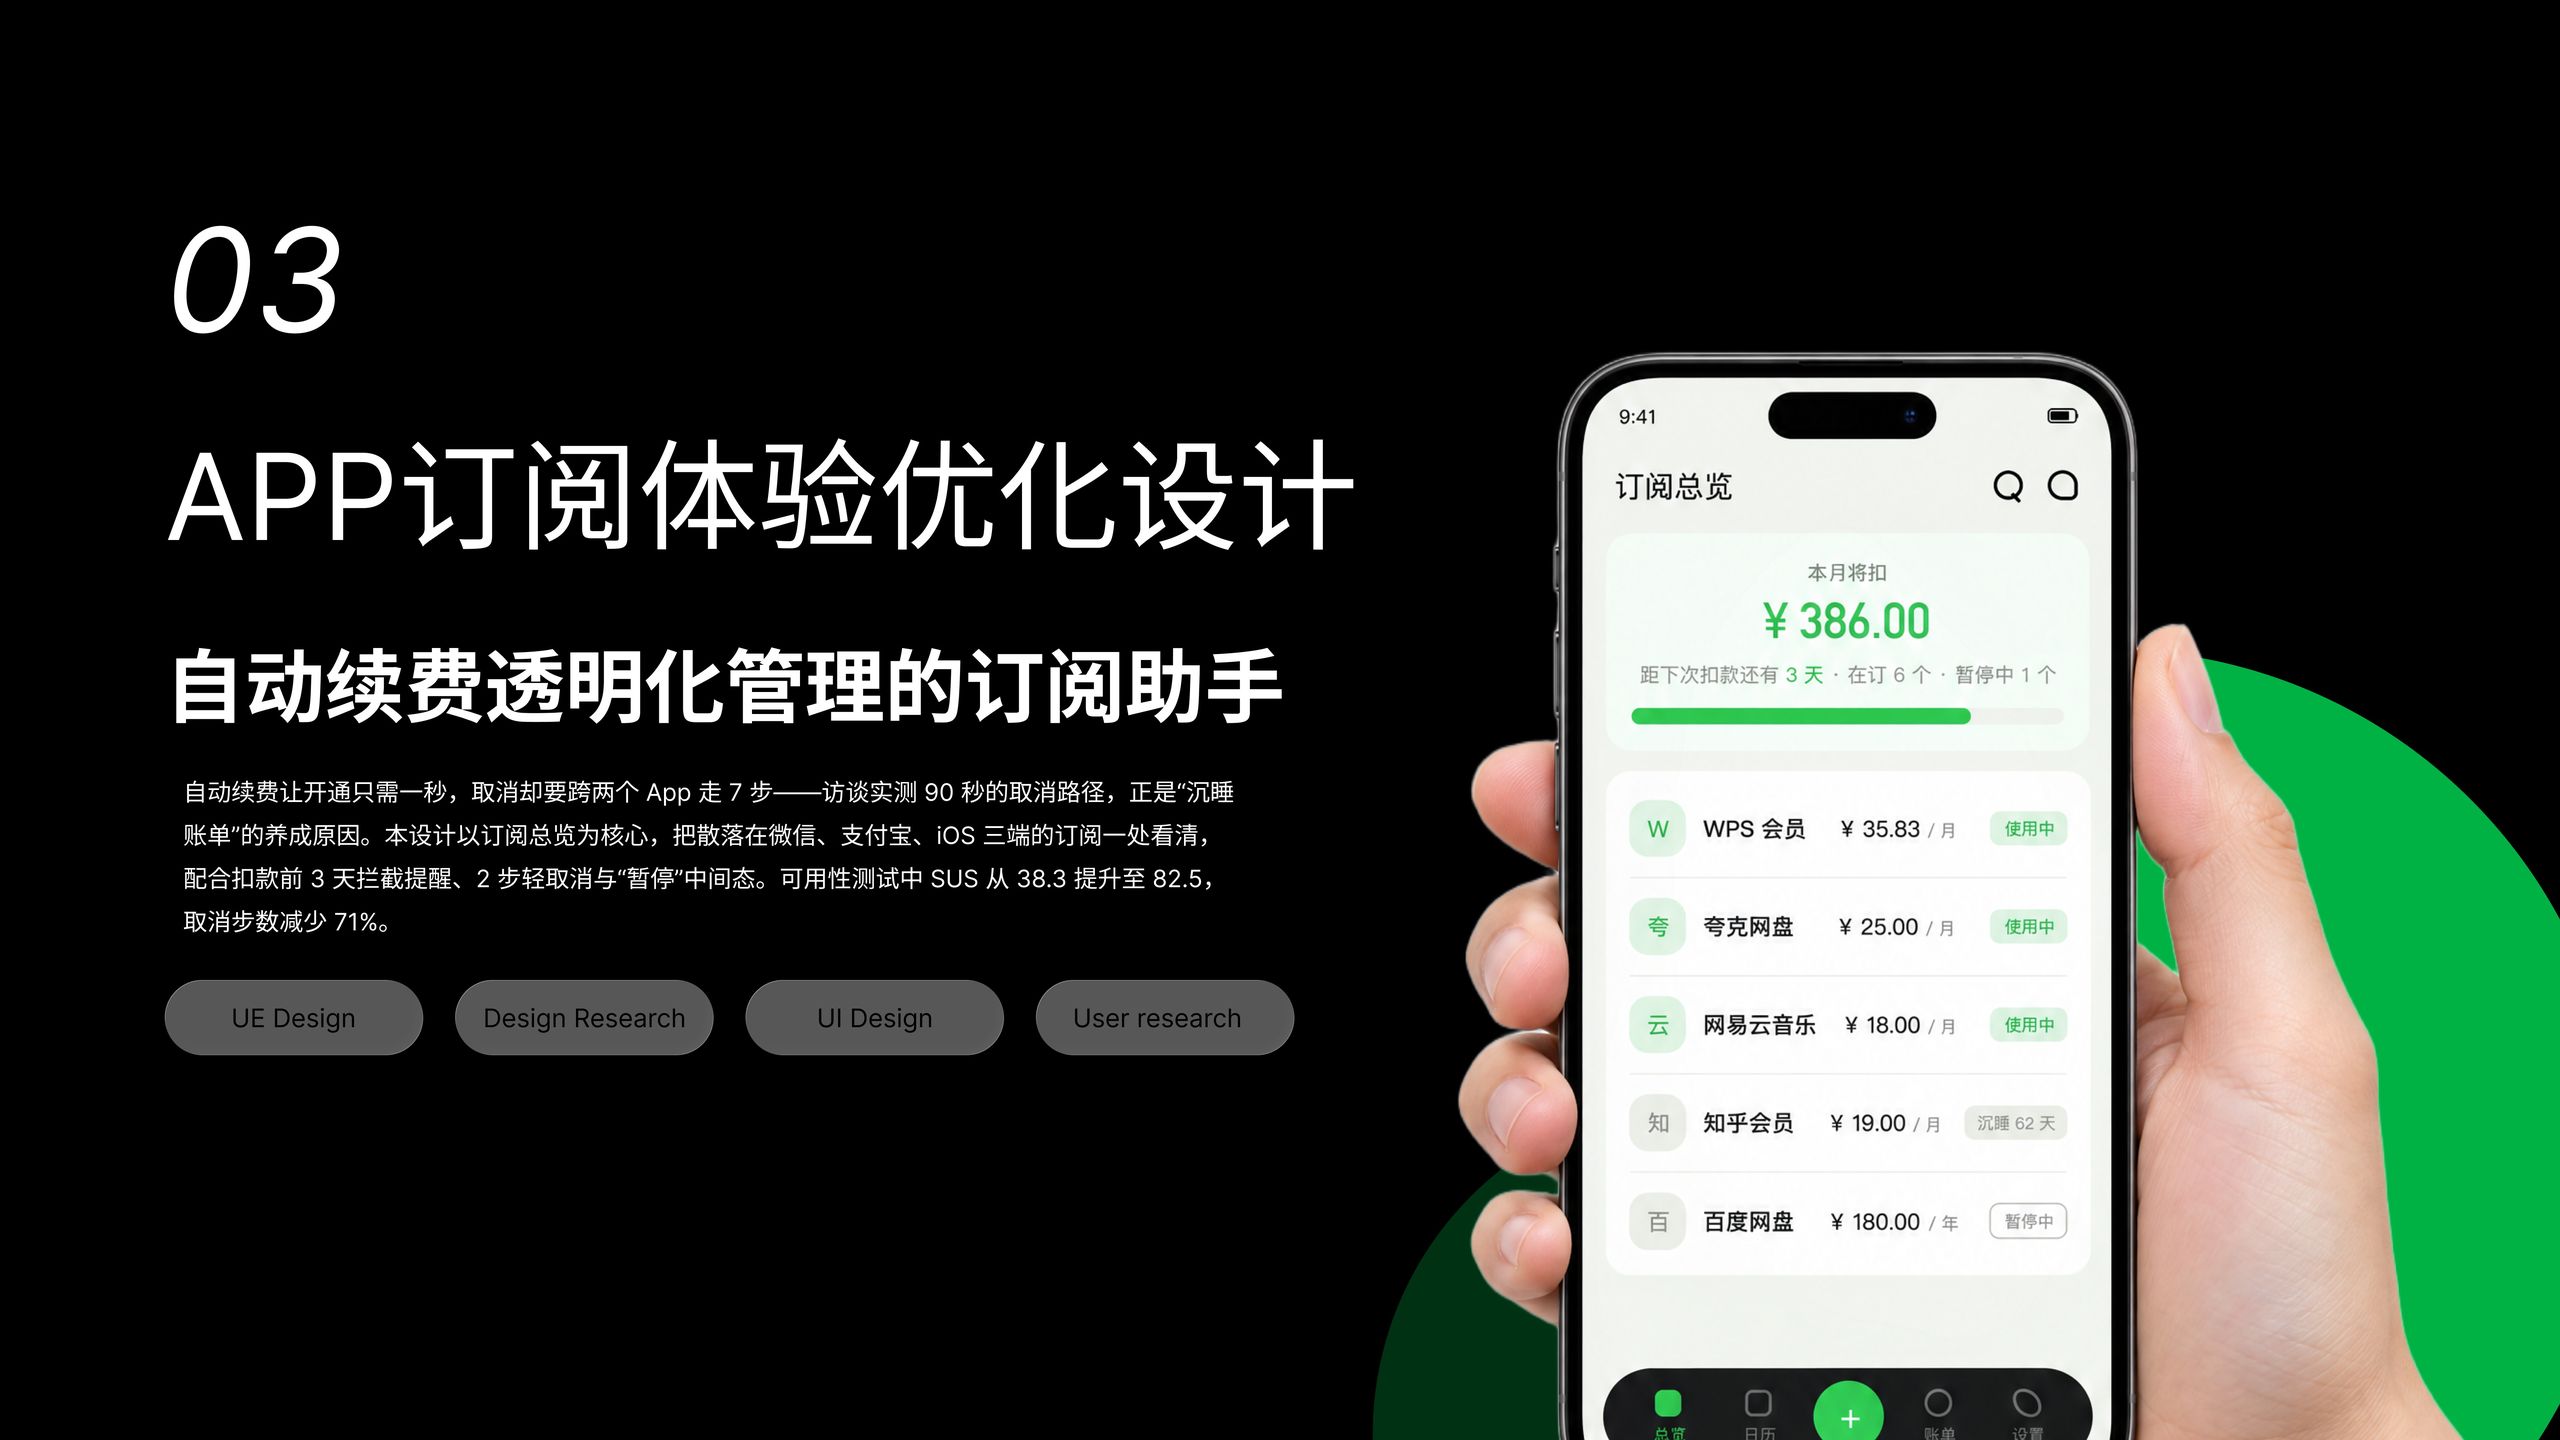 03
APP订阅体验优化设计
自动续费透明化管理的订阅助手
自动续费让开通只需一秒，取消却要跨两个 App 走 7 步——访谈实测 90 秒的取消路径，正是“沉睡
账单”的养成原因。本设计以订阅总览为核心，把散落在微信、支付宝、iOS 三端的订阅一处看清，
配合扣款前 3 天拦截提醒、2 步轻取消与“暂停”中间态。可用性测试中 SUS 从 38.3 提升至 82.5，
取消步数减少 71%。
UE Design
Design Research
UI Design
User research
9:41
订阅总览
本月将扣
¥ 386.00
距下次扣款还有 3 天 · 在订 6 个 · 暂停中 1 个
W WPS 会员 ¥ 35.83 / 月 使用中
夸 夸克网盘 ¥ 25.00 / 月 使用中
云 网易云音乐 ¥ 18.00 / 月 使用中
知 知乎会员 ¥ 19.00 / 月 沉睡 62 天
百 百度网盘 ¥ 180.00 / 年 暂停中
总览 日历 + 账单 设置